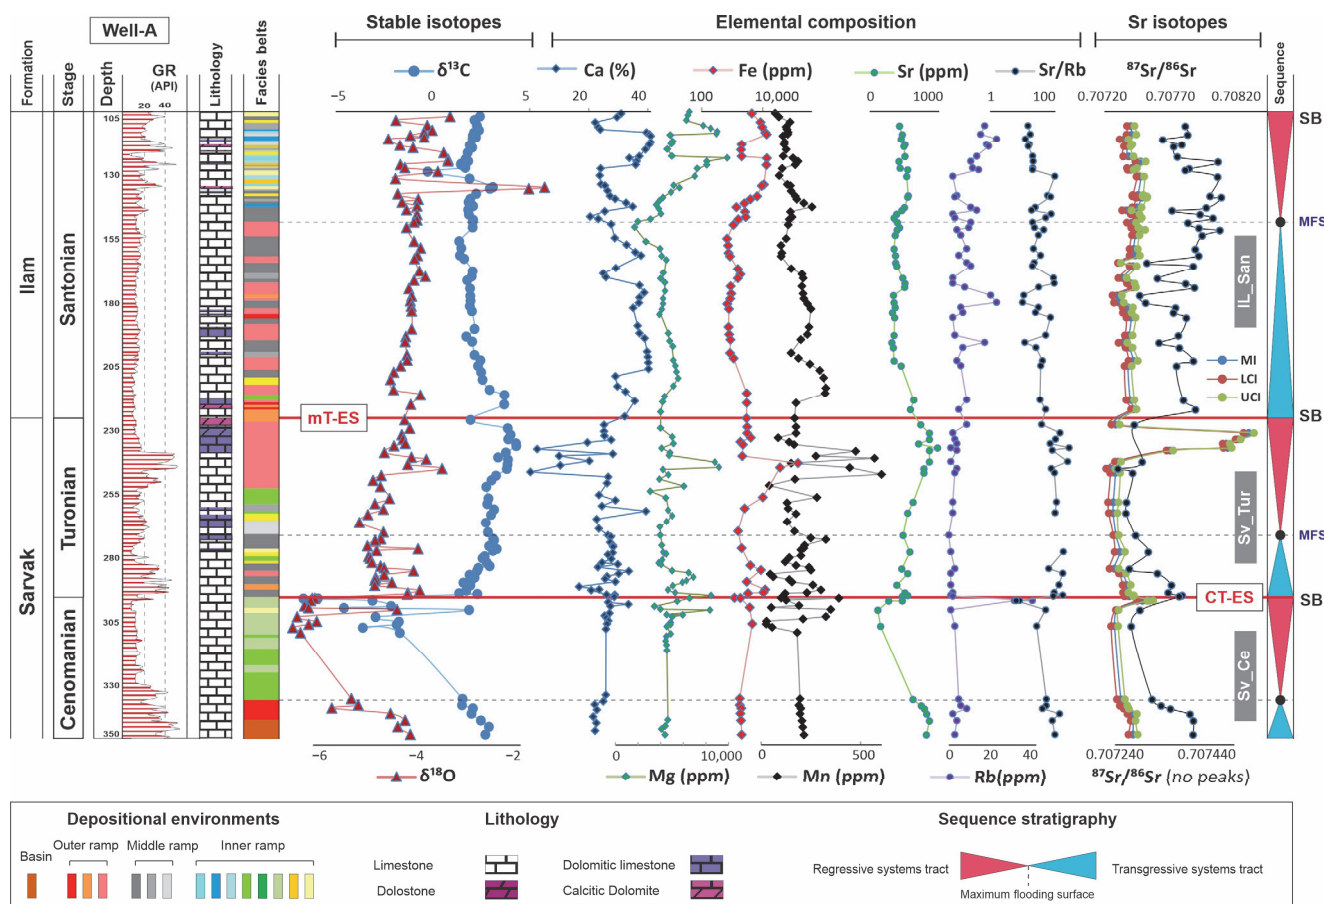 Stable isotopes
Elemental composition
Sr isotopes
Well-A
Formation
Stage
Depth
GR
(API)
20 40
Lithology
Facies belts
δ¹³C
Ca (%)
Fe (ppm)
Sr (ppm)
Sr/Rb
⁸⁷Sr/⁸⁶Sr
Sequence
−5 0 5
20 40
100 10,000
0 1000
1 100
0.70720 0.70770 0.70820
105
130
155
180
205
230
255
280
305
330
350
Ilam
Sarvak
Santonian
Turonian
Cenomanian
mT-ES
CT-ES
SB
MFS
SB
MFS
SB
IL_San
Sv_Tur
Sv_Ce
MI
LCI
UCI
−6 −4 −2
0 10,000
0 500
0 20 40
0.707240 0.707440
δ¹⁸O
Mg (ppm)
Mn (ppm)
Rb(ppm)
⁸⁷Sr/⁸⁶Sr (no peaks)
Depositional environments
Basin
Outer ramp
Middle ramp
Inner ramp
Lithology
Limestone
Dolomitic limestone
Dolostone
Calcitic Dolomite
Sequence stratigraphy
Regressive systems tract
Transgressive systems tract
Maximum flooding surface